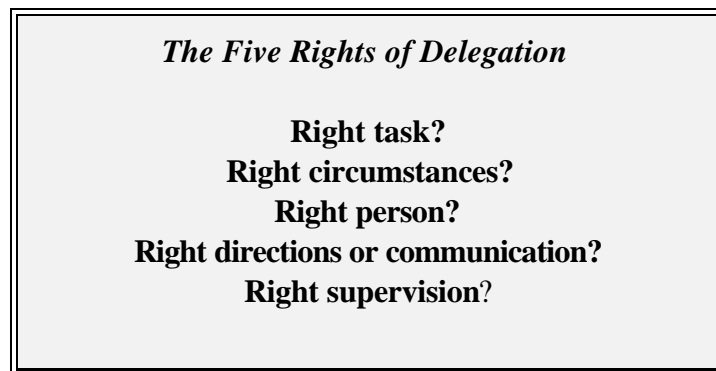 The Five Rights of Delegation
Right task?
Right circumstances?
Right person?
Right directions or communication?
Right supervision?